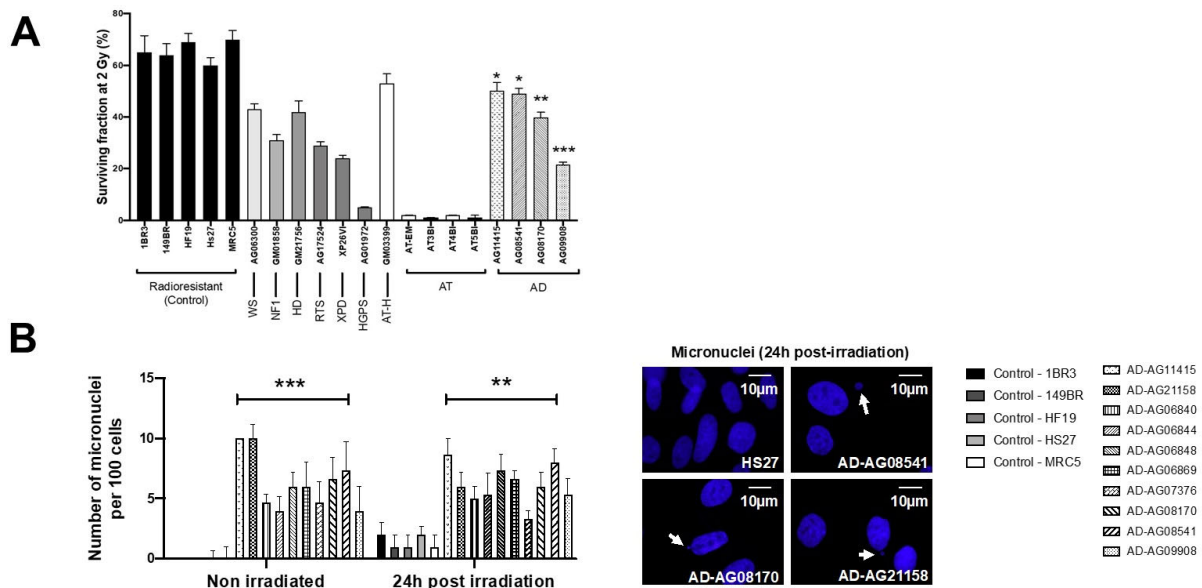 A
Surviving fraction at 2 Gy (%)
80
60
40
20
0
*
*
**
***
1BR3
149BR
HF19
Hs27
MRC5
AG06300
GM01858
GM21756
AG17524
XP26VI
AG01972
GM03399
AT-EM
AT3BI
AT4BI
AT5BI
AG11415
AG08541
AG08170
AG09908
Radioresistant
(Control)
WS
NF1
HD
RTS
XPD
HGPS
AT-H
AT
AD
B
Number of micronuclei
per 100 cells
15
10
5
0
***
**
Non irradiated
24h post irradiation
Micronuclei (24h post-irradiation)
10µm
HS27
10µm
AD-AG08541
10µm
AD-AG08170
10µm
AD-AG21158
Control - 1BR3
Control - 149BR
Control - HF19
Control - HS27
Control - MRC5
AD-AG11415
AD-AG21158
AD-AG06840
AD-AG06844
AD-AG06848
AD-AG06869
AD-AG07376
AD-AG08170
AD-AG08541
AD-AG09908